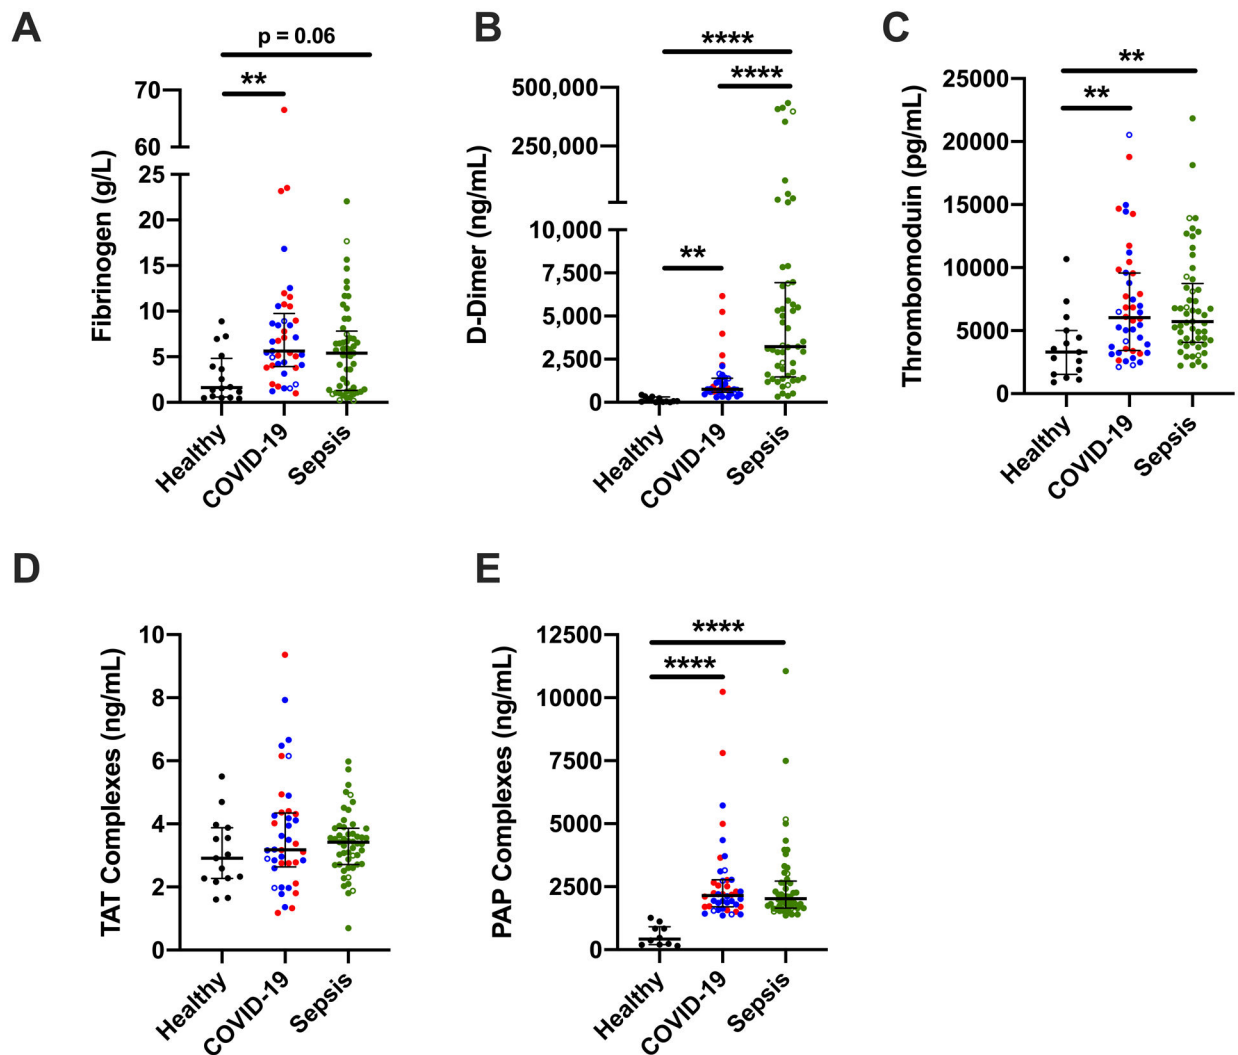 A
p = 0.06
**
70
60
25
20
15
10
5
0
Fibrinogen (g/L)
Healthy
COVID-19
Sepsis
B
****
****
**
500,000
250,000
10,000
7,500
5,000
2,500
0
D-Dimer (ng/mL)
Healthy
COVID-19
Sepsis
C
**
**
25000
20000
15000
10000
5000
0
Thrombomoduin (pg/mL)
Healthy
COVID-19
Sepsis
D
10
8
6
4
2
0
TAT Complexes (ng/mL)
Healthy
COVID-19
Sepsis
E
****
****
12500
10000
7500
5000
2500
0
PAP Complexes (ng/mL)
Healthy
COVID-19
Sepsis